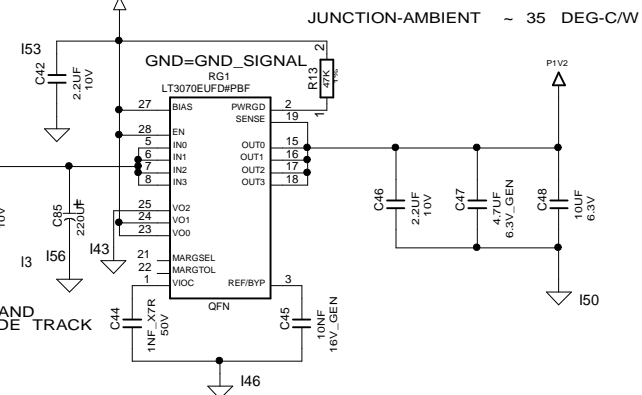 JUNCTION-AMBIENT ~ 35 DEG-C/W
I53
C42
2.2UF
10V
GND=GND_SIGNAL
RG1
LT3070EUFD#PBF
R13
47K
1%
2
1
P1V2
27 BIAS
28 EN
5 IN0
6 IN1
7 IN2
8 IN3
25 VO2
24 VO1
23 VO0
21 MARGSEL
22 MARGTOL
1 VIOC
PWRGD 2
SENSE 19
OUT0 15
OUT1 16
OUT2 17
OUT3 18
REF/BYP 3
QFN
10V
C85
220UF
I3
I56
I43
AND
DE TRACK
C44
1NF_X7R
50V
C45
10NF
16V_GEN
I46
C46
2.2UF
10V
C47
4.7UF
6.3V_GEN
C48
10UF
6.3V
I50